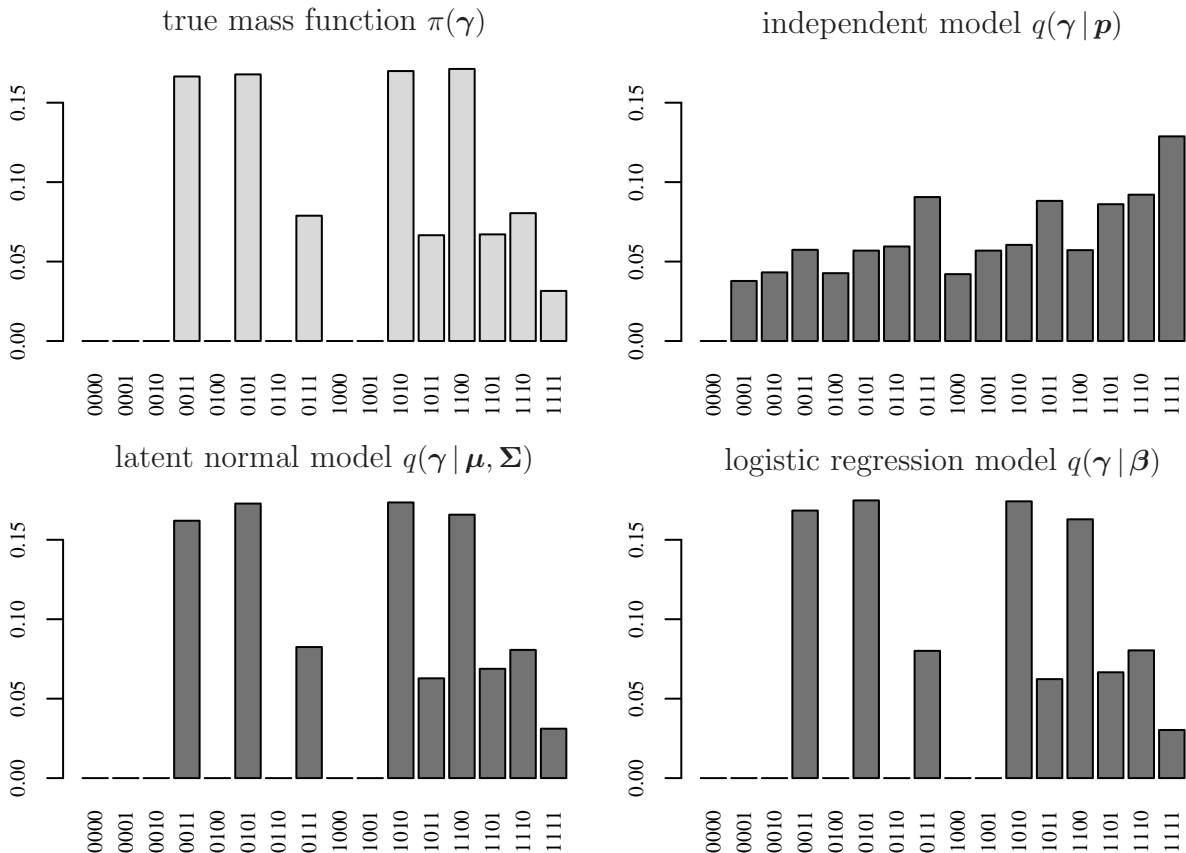 true mass function π(γ)
0.00 0.05 0.10 0.15
0000 0001 0010 0011 0100 0101 0110 0111 1000 1001 1010 1011 1100 1101 1110 1111
independent model q(γ | p)
0.00 0.05 0.10 0.15
0000 0001 0010 0011 0100 0101 0110 0111 1000 1001 1010 1011 1100 1101 1110 1111
latent normal model q(γ | μ, Σ)
0.00 0.05 0.10 0.15
0000 0001 0010 0011 0100 0101 0110 0111 1000 1001 1010 1011 1100 1101 1110 1111
logistic regression model q(γ | β)
0.00 0.05 0.10 0.15
0000 0001 0010 0011 0100 0101 0110 0111 1000 1001 1010 1011 1100 1101 1110 1111